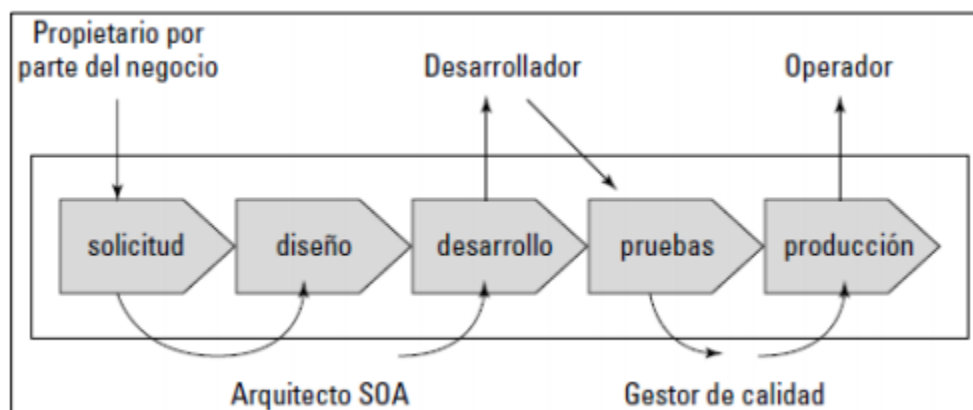 Propietario por
parte del negocio
Desarrollador
Operador
solicitud
diseño
desarrollo
pruebas
producción
Arquitecto SOA
Gestor de calidad